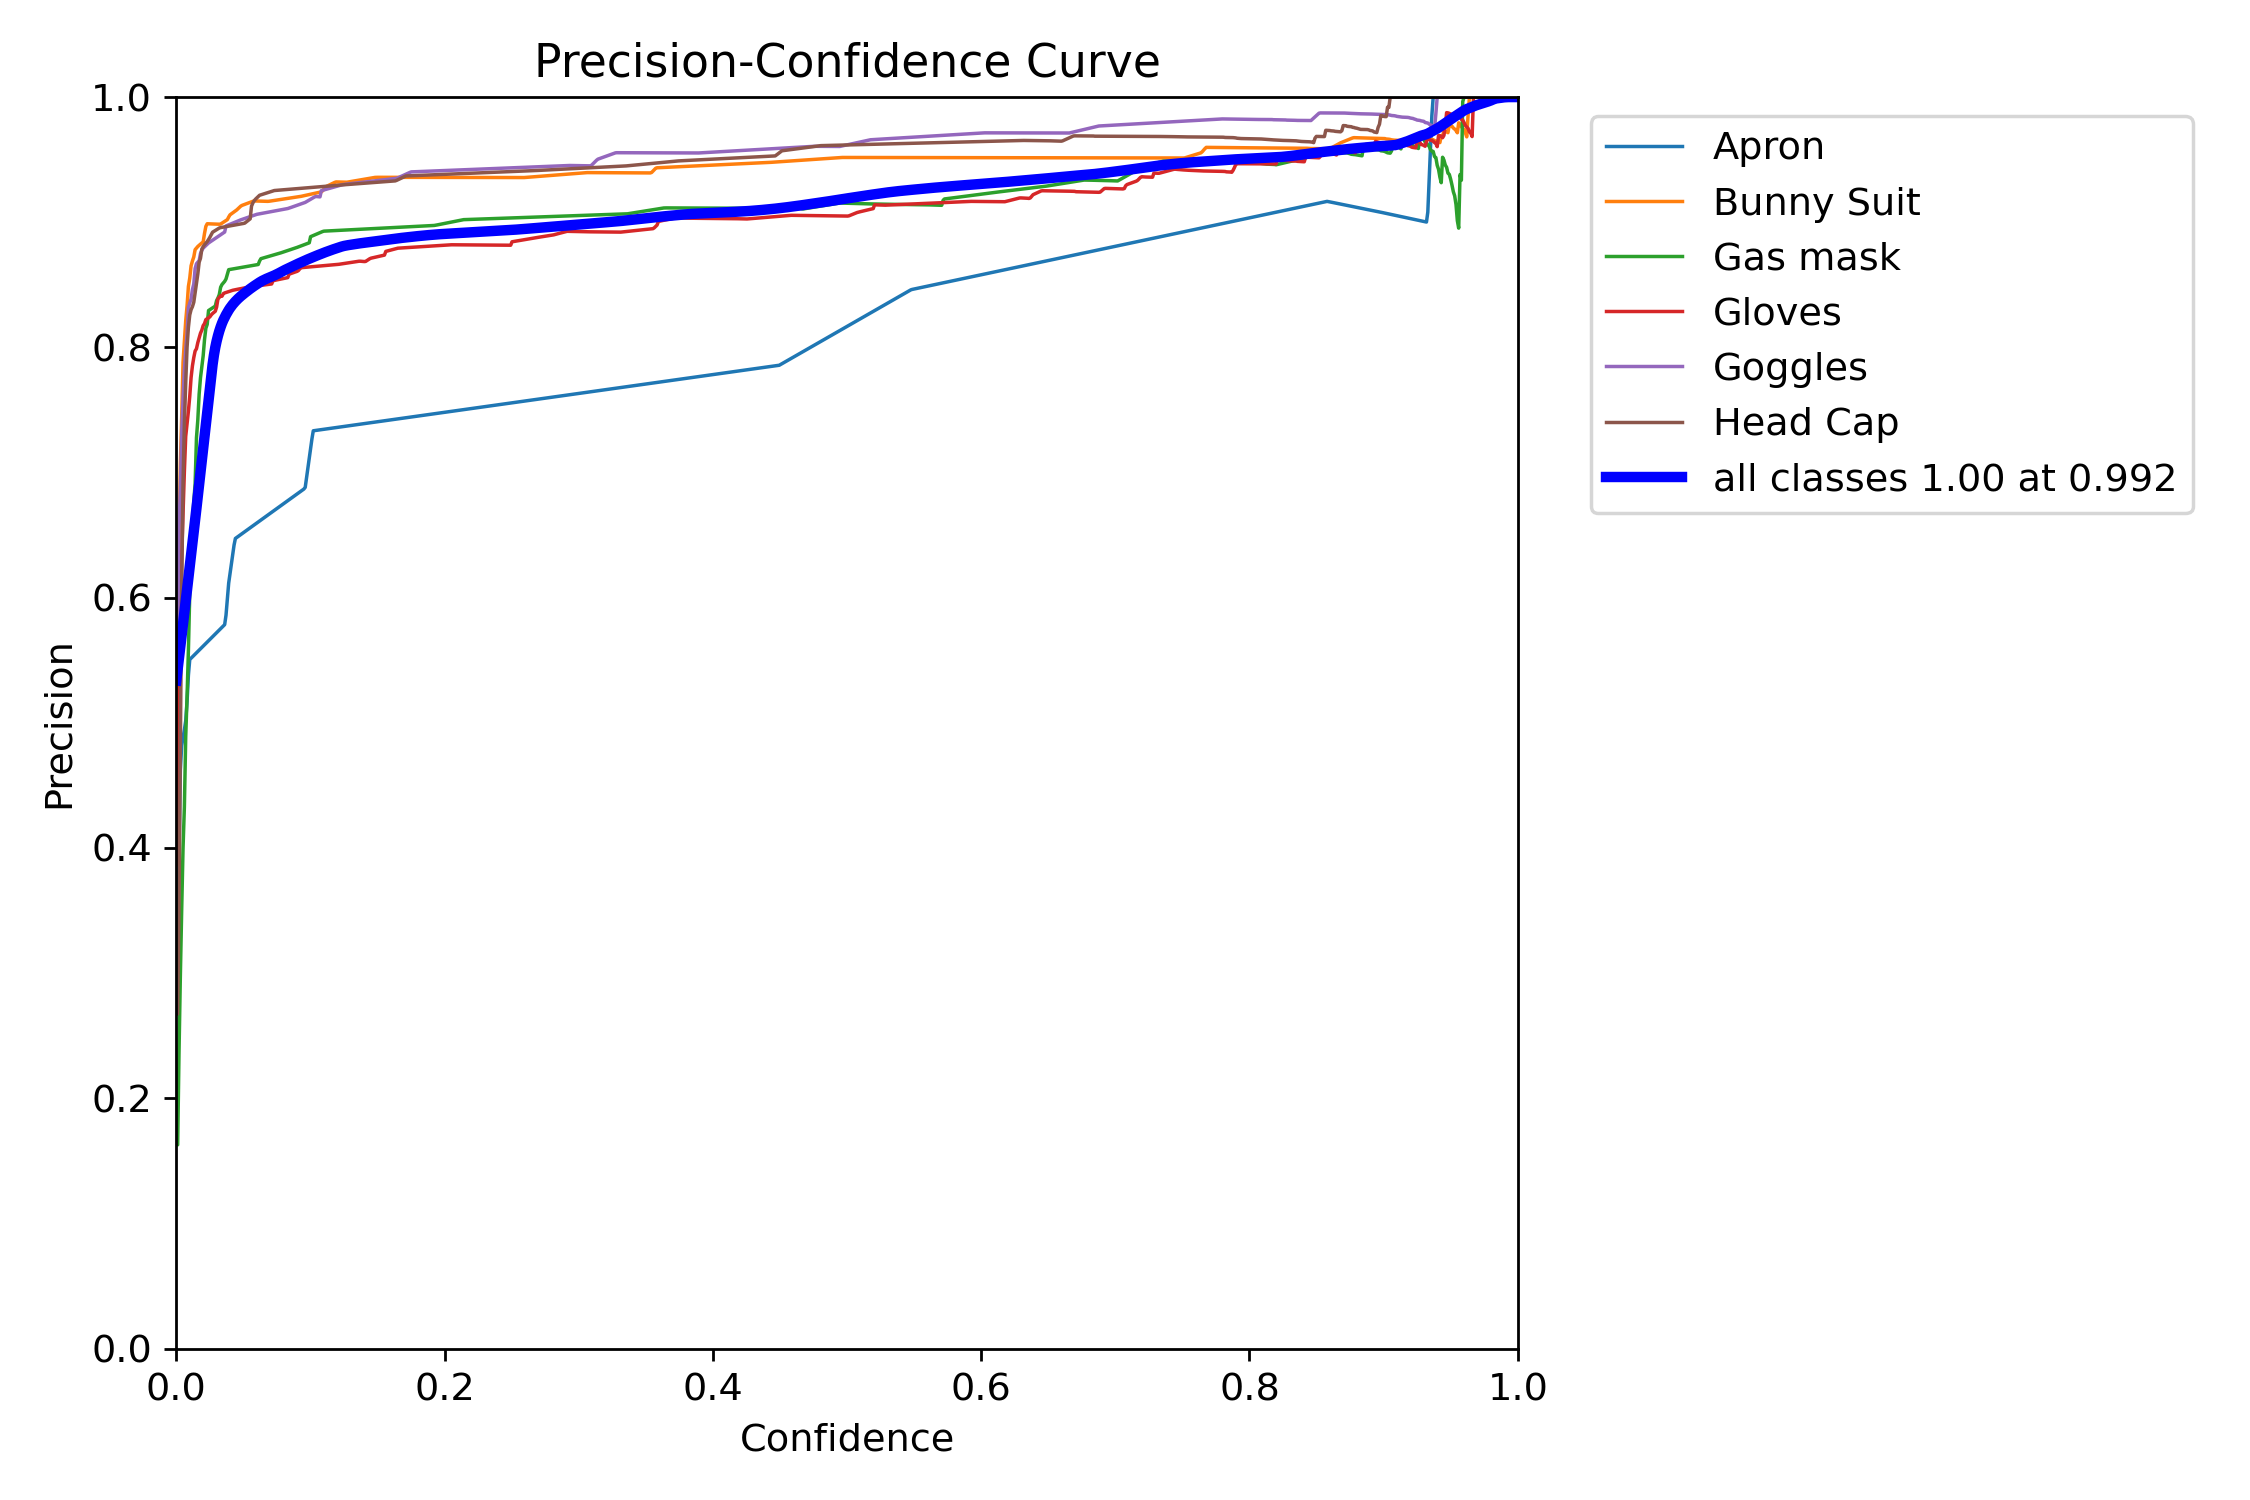 Precision-Confidence Curve
1.0
0.8
0.6
0.4
0.2
0.0
Precision
0.0 0.2 0.4 0.6 0.8 1.0
Confidence
Apron
Bunny Suit
Gas mask
Gloves
Goggles
Head Cap
all classes 1.00 at 0.992